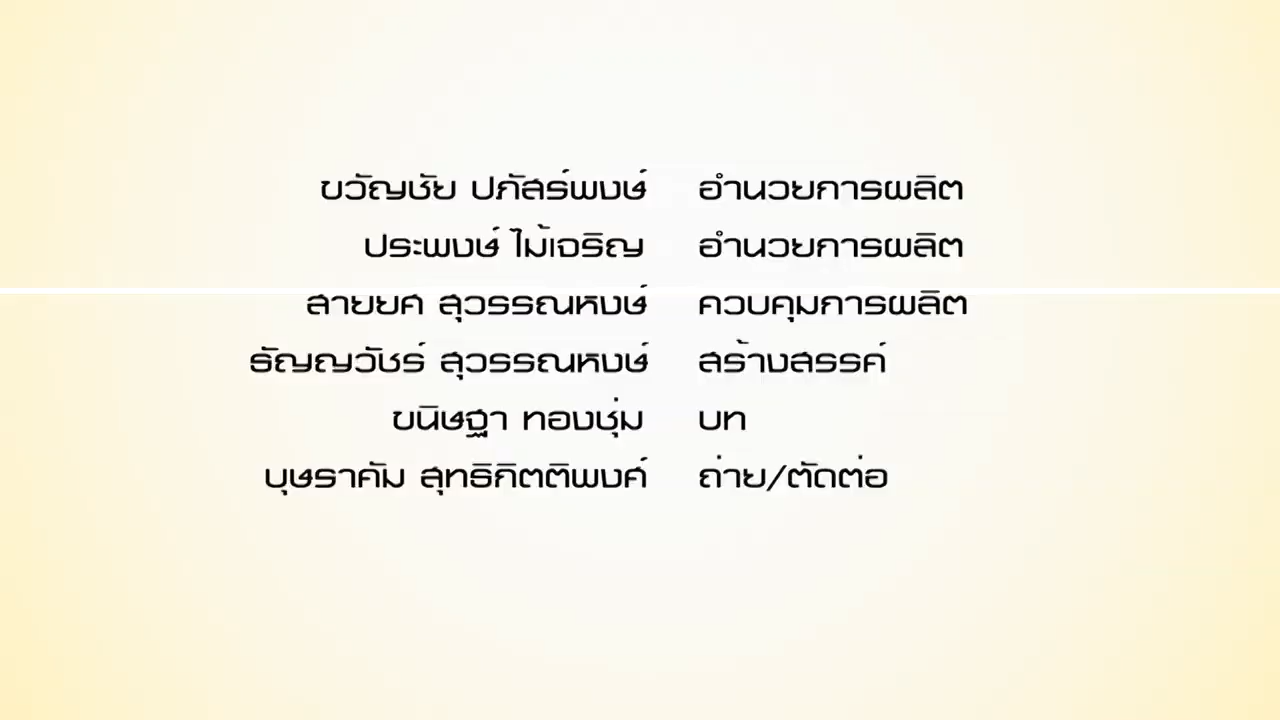 ขวัญชัย ปภัสร์พงษ์ อำนวยการผลิต
ประพงษ์ ไม้เจริญ อำนวยการผลิต
สายยศ สุวรรณหงษ์ ควบคุมการผลิต
ธัญญวัชร์ สุวรรณหงษ์ สร้างสรรค์
ขนิษฐา ทองชุ่ม บท
บุษราคัม สุทธิกิตติพงศ์ ถ่าย/ตัดต่อ